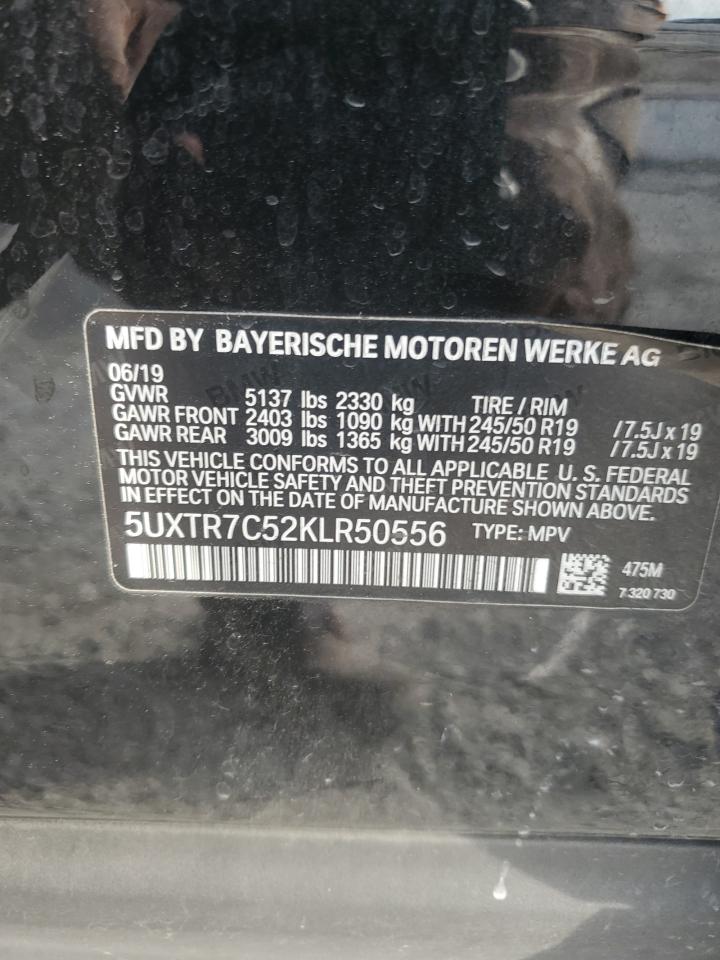 MFD BY BAYERISCHE MOTOREN WERKE AG
06/19
GVWR 5137 lbs 2330 kg TIRE / RIM
GAWR FRONT 2403 lbs 1090 kg WITH 245/50 R19 / 7.5J x 19
GAWR REAR 3009 lbs 1365 kg WITH 245/50 R19 / 7.5J x 19
THIS VEHICLE CONFORMS TO ALL APPLICABLE U. S. FEDERAL
MOTOR VEHICLE SAFETY AND THEFT PREVENTION STANDARDS
IN EFFECT ON THE DATE OF MANUFACTURE SHOWN ABOVE.
5UXTR7C52KLR50556 TYPE: MPV
475M
7 320 730